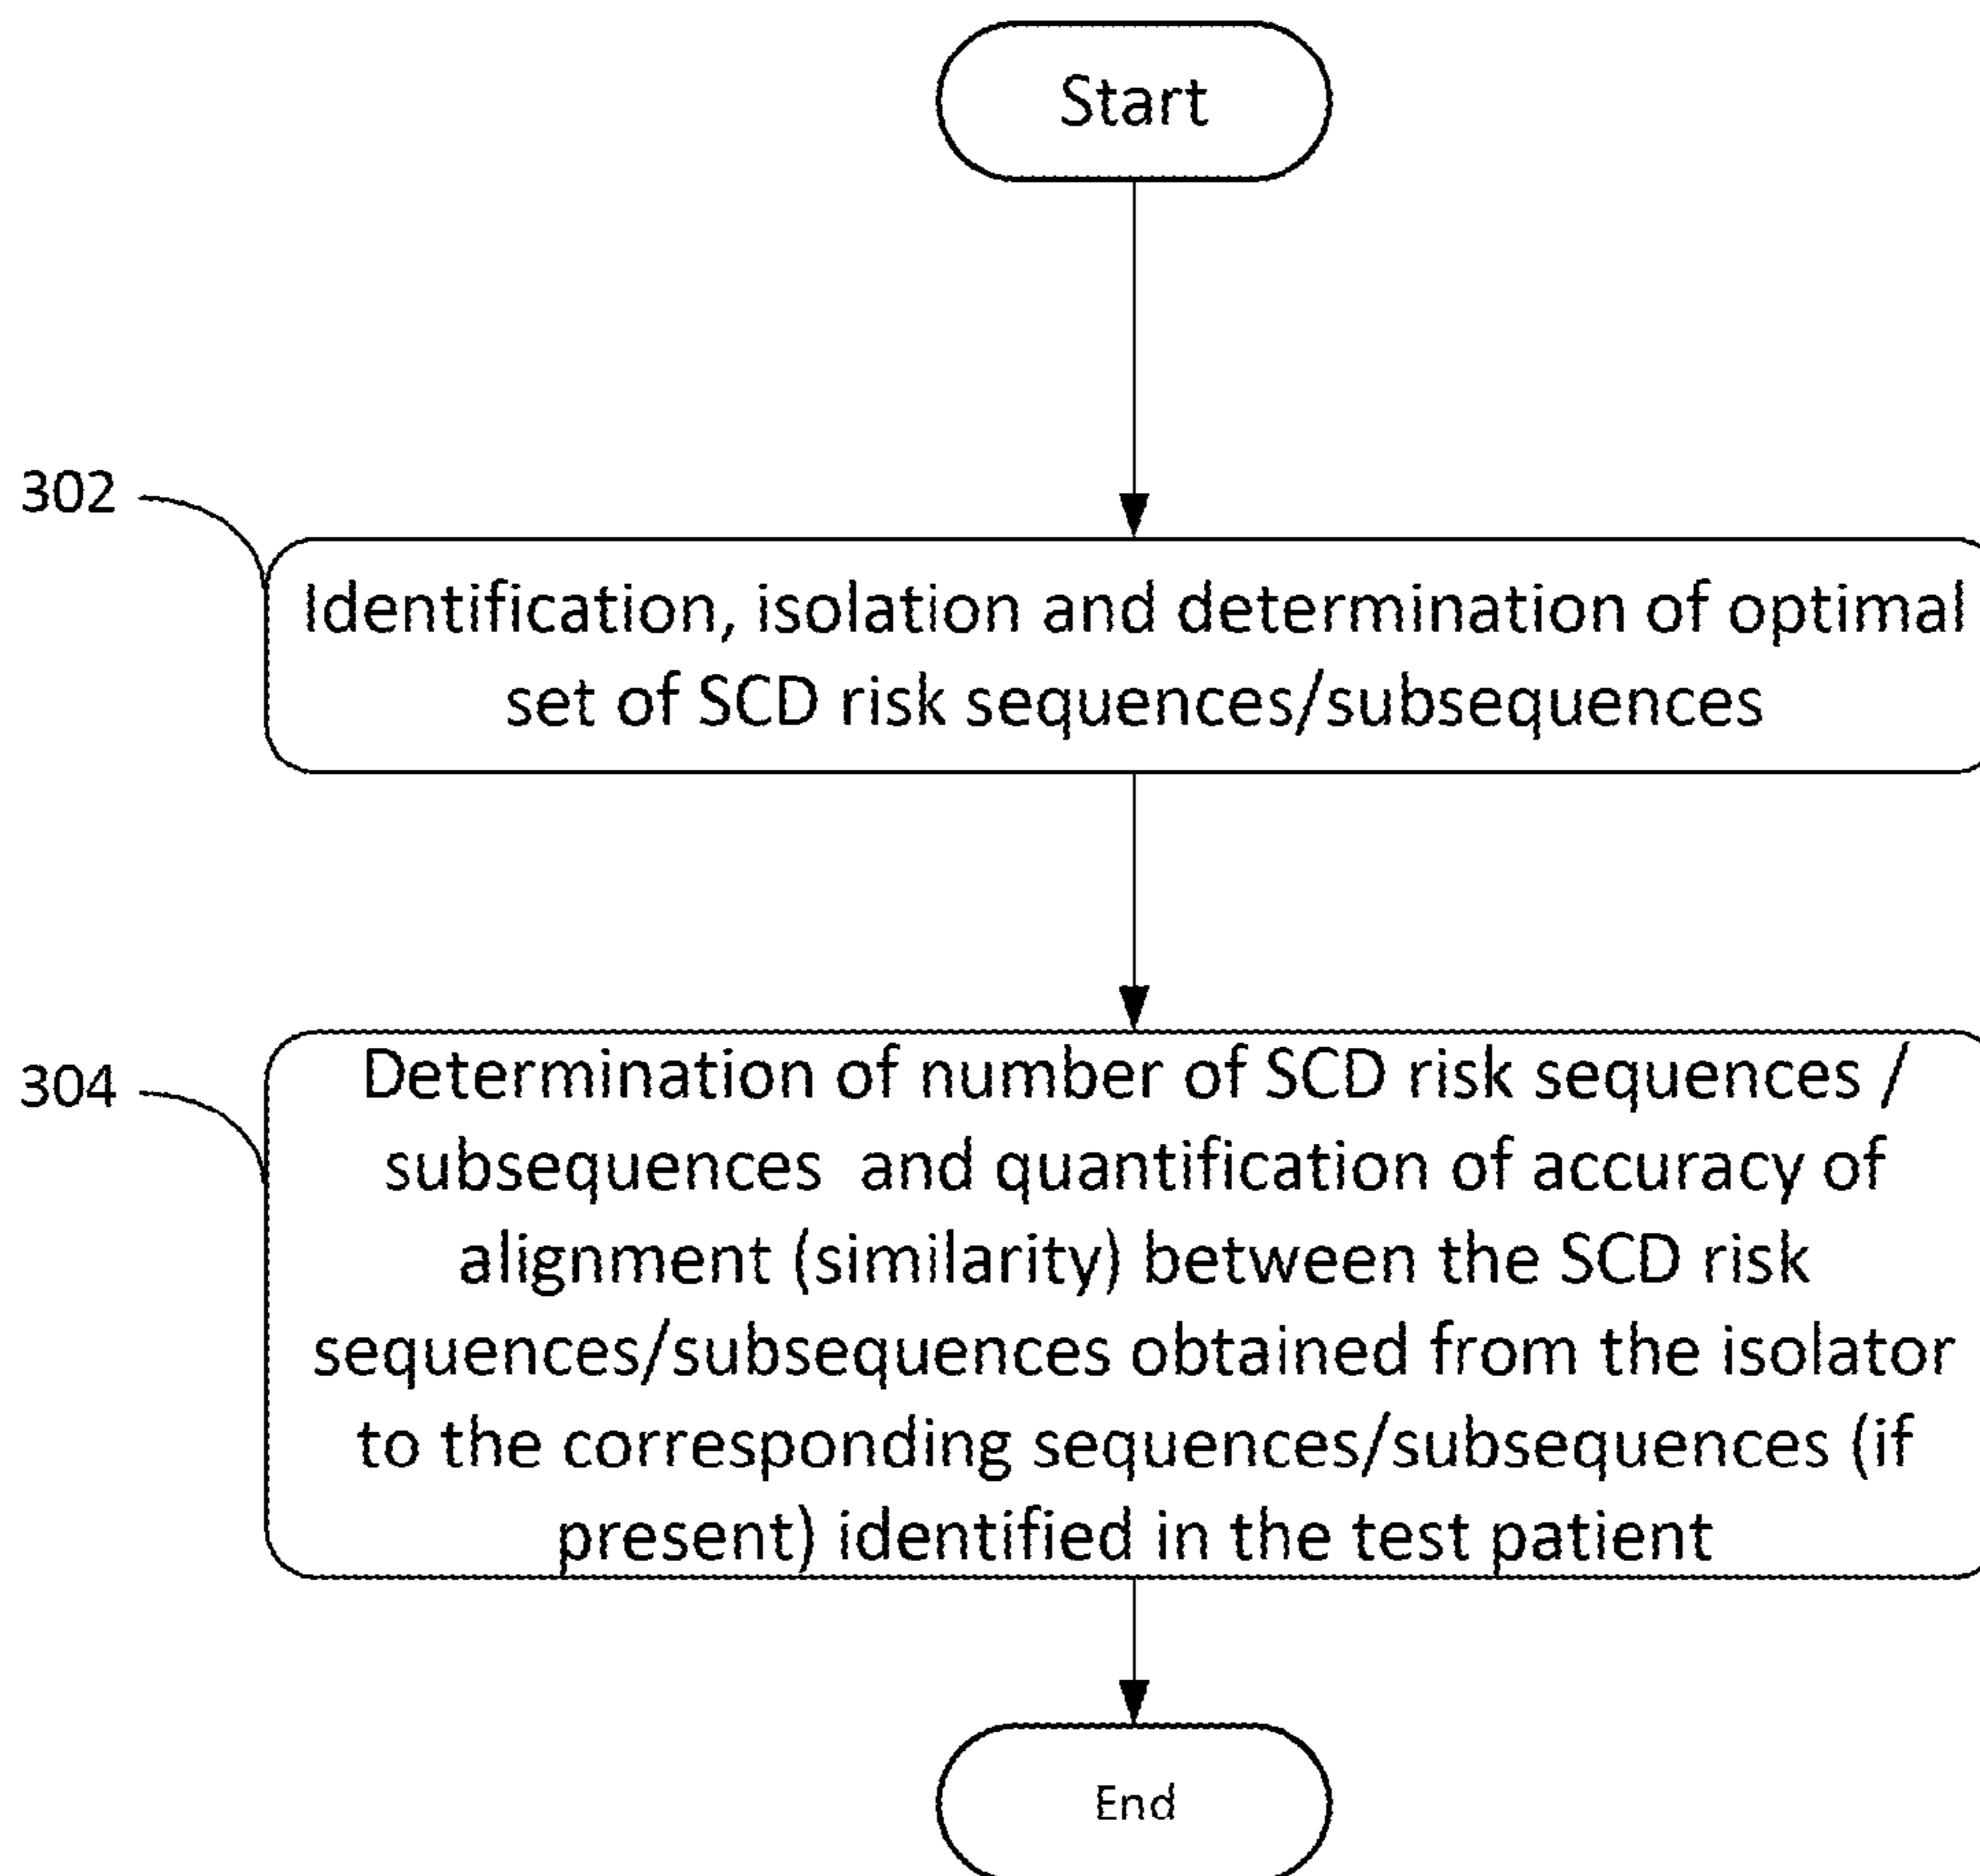 Start
302
Identification, isolation and determination of optimal
set of SCD risk sequences/subsequences
304
Determination of number of SCD risk sequences /
subsequences and quantification of accuracy of
alignment (similarity) between the SCD risk
sequences/subsequences obtained from the isolator
to the corresponding sequences/subsequences (if
present) identified in the test patient
End